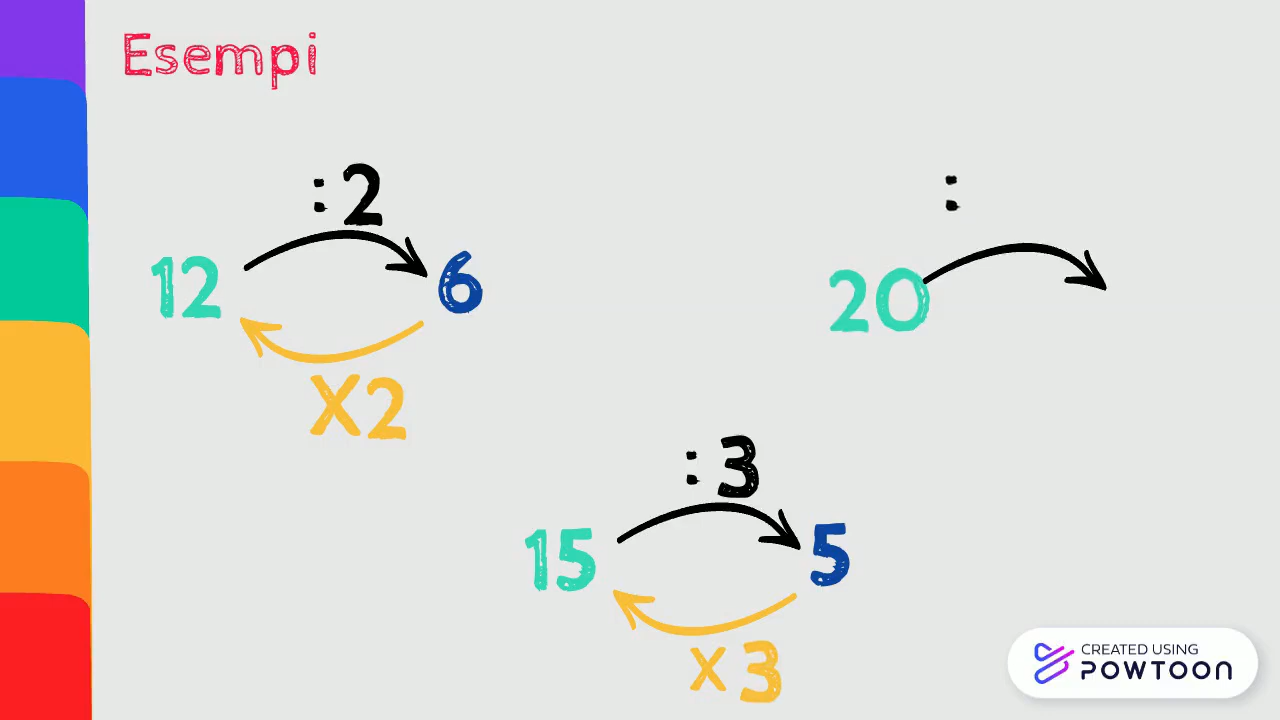 Esempi
:2
12 6
X2
:
20
:3
15 5
x3
CREATED USING
POWTOON